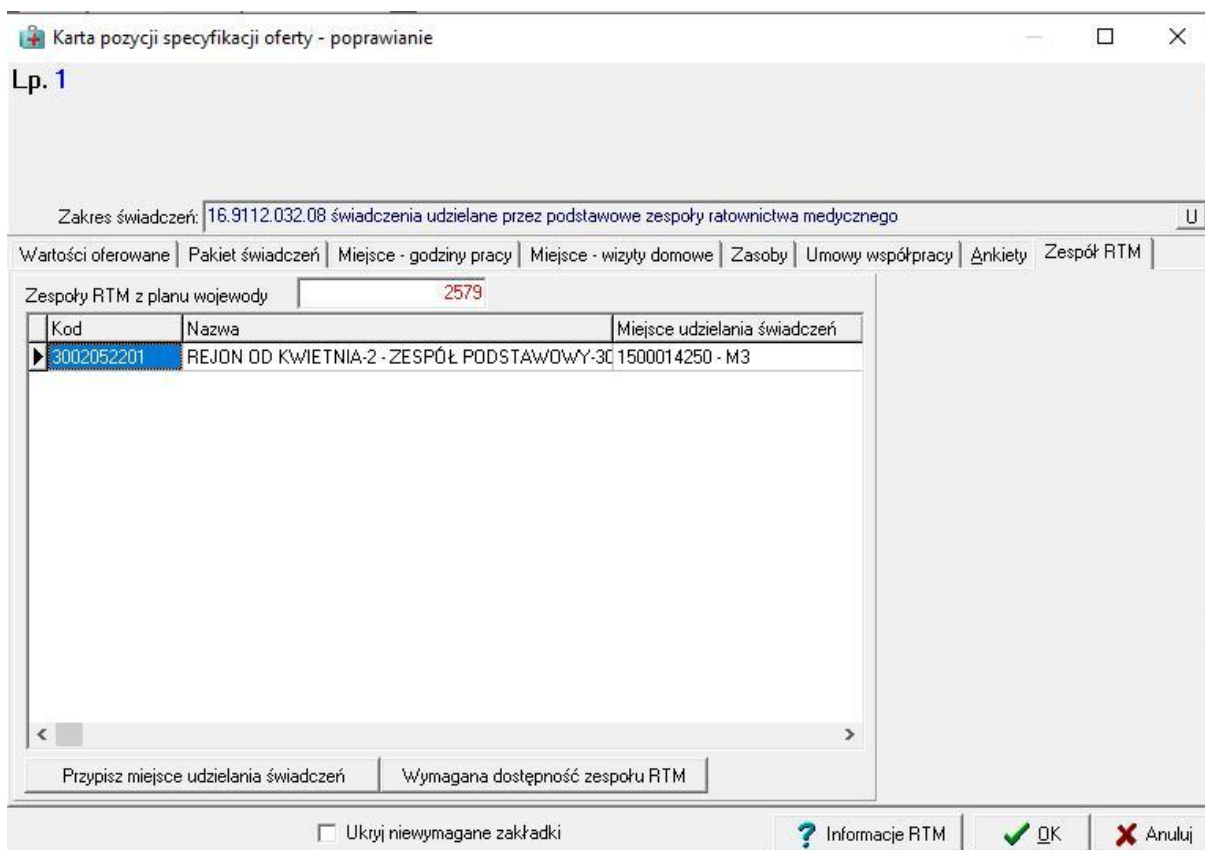 Karta pozycji specyfikacji oferty - poprawianie
Lp. 1
Zakres świadczeń: 16.9112.032.08 świadczenia udzielane przez podstawowe zespoły ratownictwa medycznego U
Wartości oferowane Pakiet świadczeń Miejsce - godziny pracy Miejsce - wizyty domowe Zasoby Umowy współpracy Ankiety Zespół RTM
Zespoły RTM z planu wojewody 2579
Kod Nazwa Miejsce udzielania świadczeń
3002052201 REJON OD KWIETNIA-2 - ZESPÓŁ PODSTAWOWY-30 1500014250 - M3
Przypisz miejsce udzielania świadczeń Wymagana dostępność zespołu RTM
Ukryj niewymagane zakładki Informacje RTM OK Anuluj